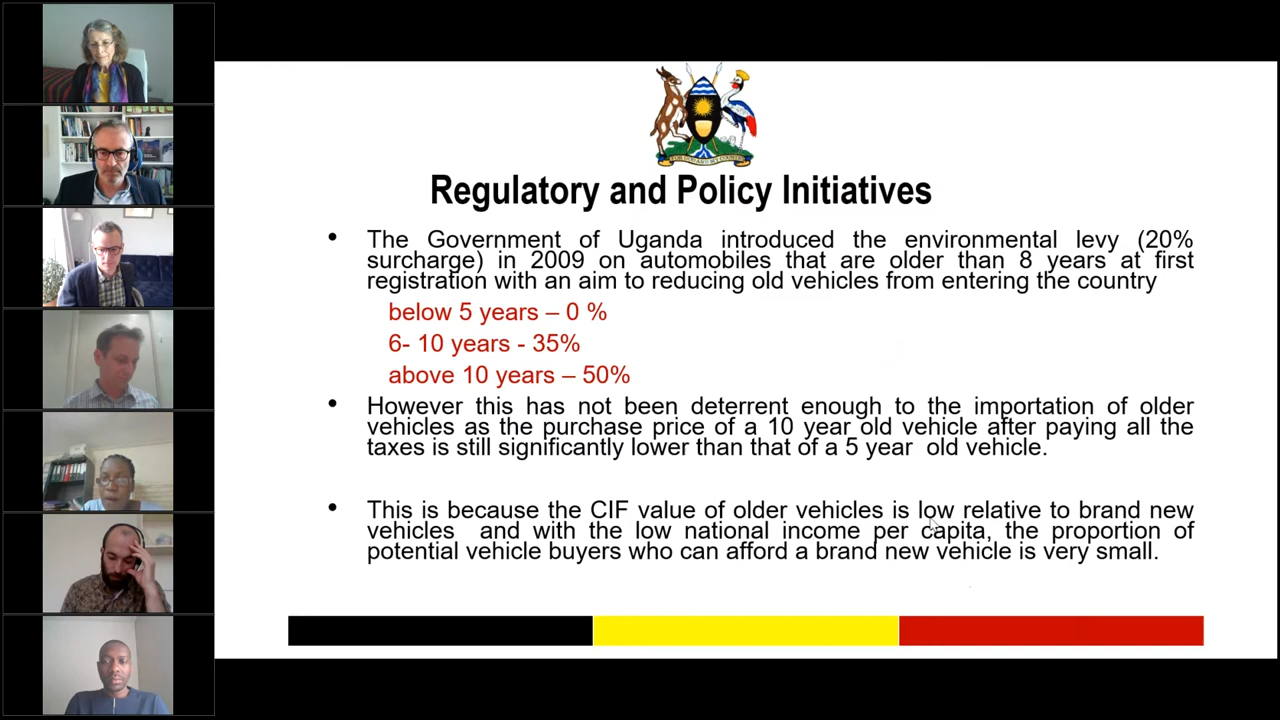 FOR GOD AND MY COUNTRY
Regulatory and Policy Initiatives
• The Government of Uganda introduced the environmental levy (20%
surcharge) in 2009 on automobiles that are older than 8 years at first
registration with an aim to reducing old vehicles from entering the country
below 5 years – 0 %
6- 10 years - 35%
above 10 years – 50%
• However this has not been deterrent enough to the importation of older
vehicles as the purchase price of a 10 year old vehicle after paying all the
taxes is still significantly lower than that of a 5 year old vehicle.
• This is because the CIF value of older vehicles is low relative to brand new
vehicles and with the low national income per capita, the proportion of
potential vehicle buyers who can afford a brand new vehicle is very small.